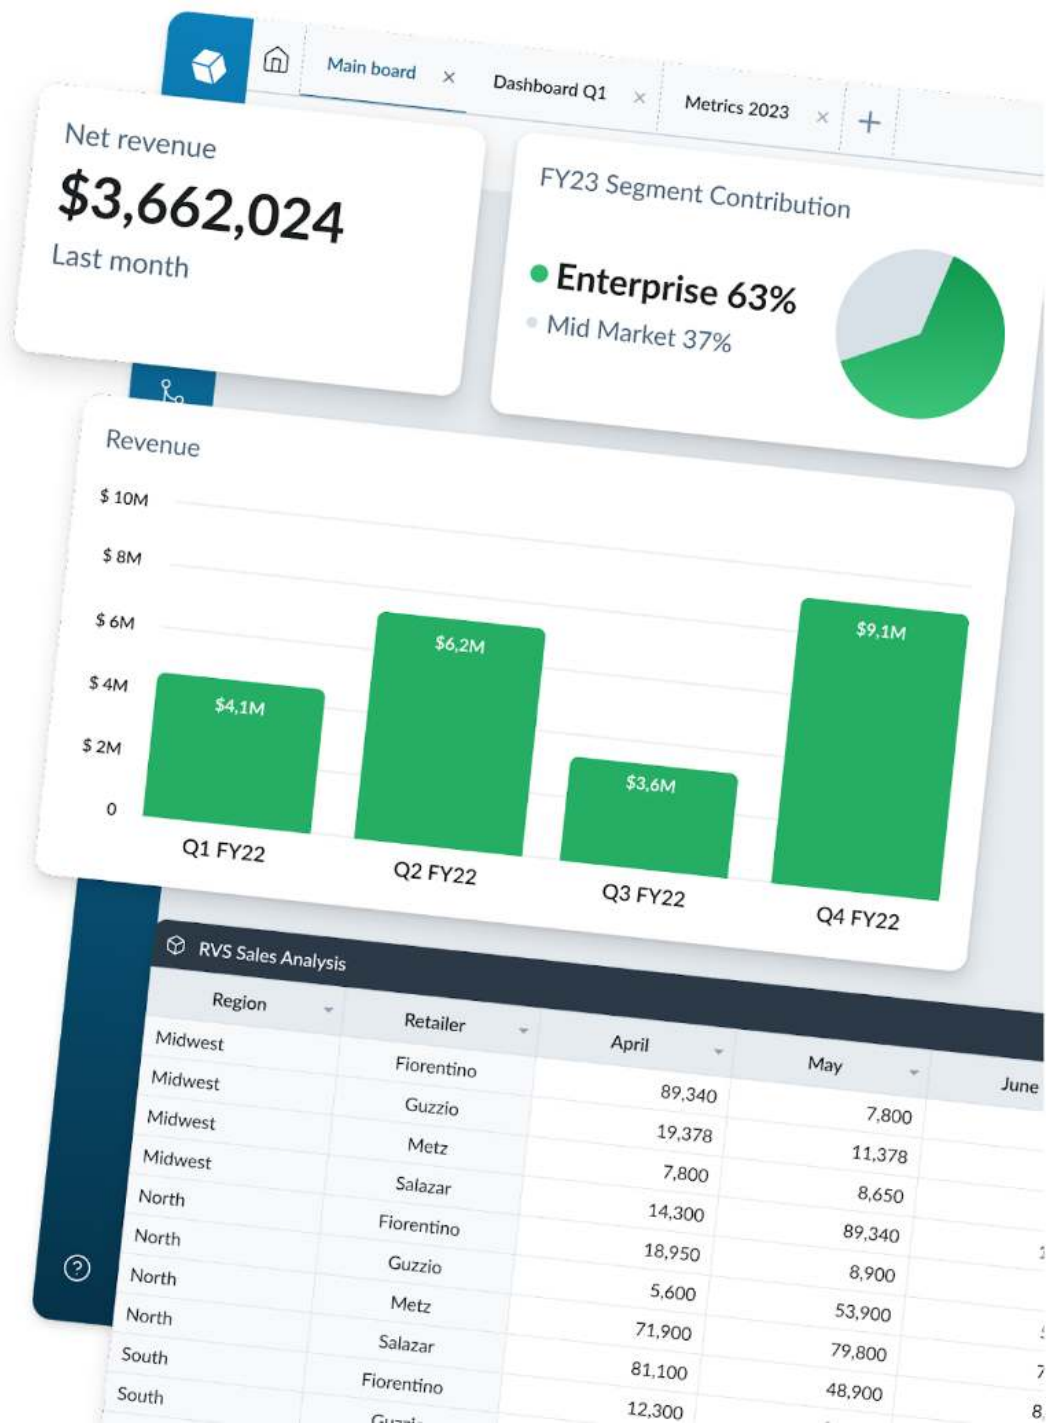 Main board × Dashboard Q1 × Metrics 2023 × +
Net revenue
$3,662,024
Last month
FY23 Segment Contribution
Enterprise 63%
Mid Market 37%
Revenue
$ 10M
$ 8M
$ 6M
$ 4M
$ 2M
0
$4,1M
$6,2M
$3,6M
$9,1M
Q1 FY22 Q2 FY22 Q3 FY22 Q4 FY22
RVS Sales Analysis
Region Retailer April May June
Midwest Fiorentino 89,340 7,800
Midwest Guzzio 19,378 11,378
Midwest Metz 7,800 8,650
Midwest Salazar 14,300 89,340
North Fiorentino 18,950 8,900
North Guzzio 5,600 53,900
North Metz 71,900 79,800
North Salazar 81,100 48,900
South Fiorentino 12,300
South
?